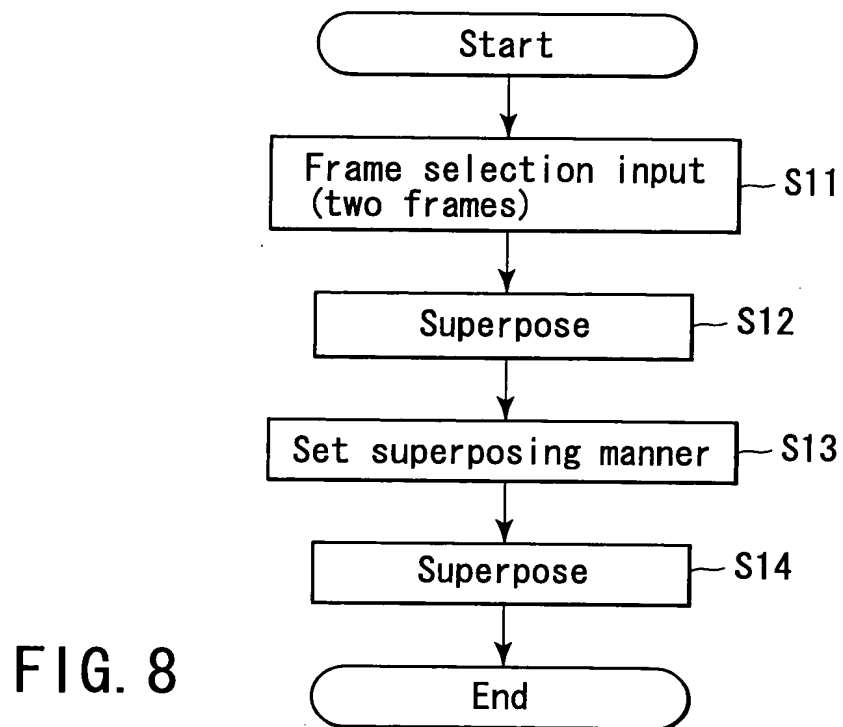 Start
Frame selection input
(two frames)
S11
Superpose
S12
Set superposing manner
S13
Superpose
S14
End
FIG. 8